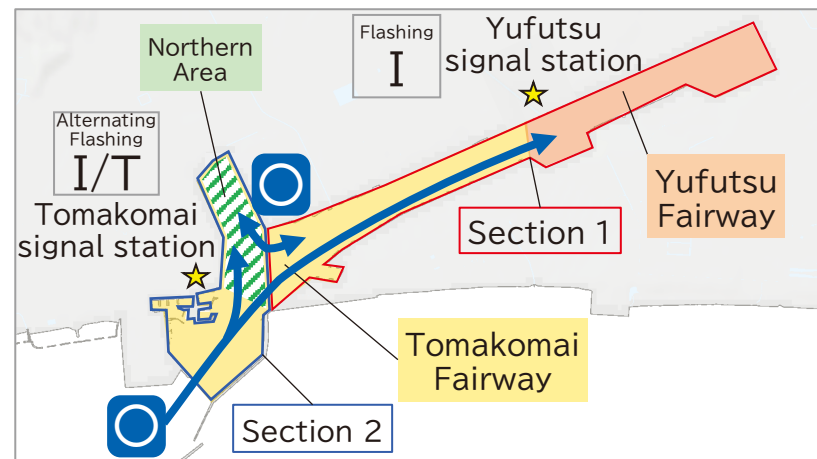 Northern
Area
Flashing
I
Yufutsu
signal station
Alternating
Flashing
I/T
Tomakomai
signal station
Section 1
Yufutsu
Fairway
Tomakomai
Fairway
Section 2